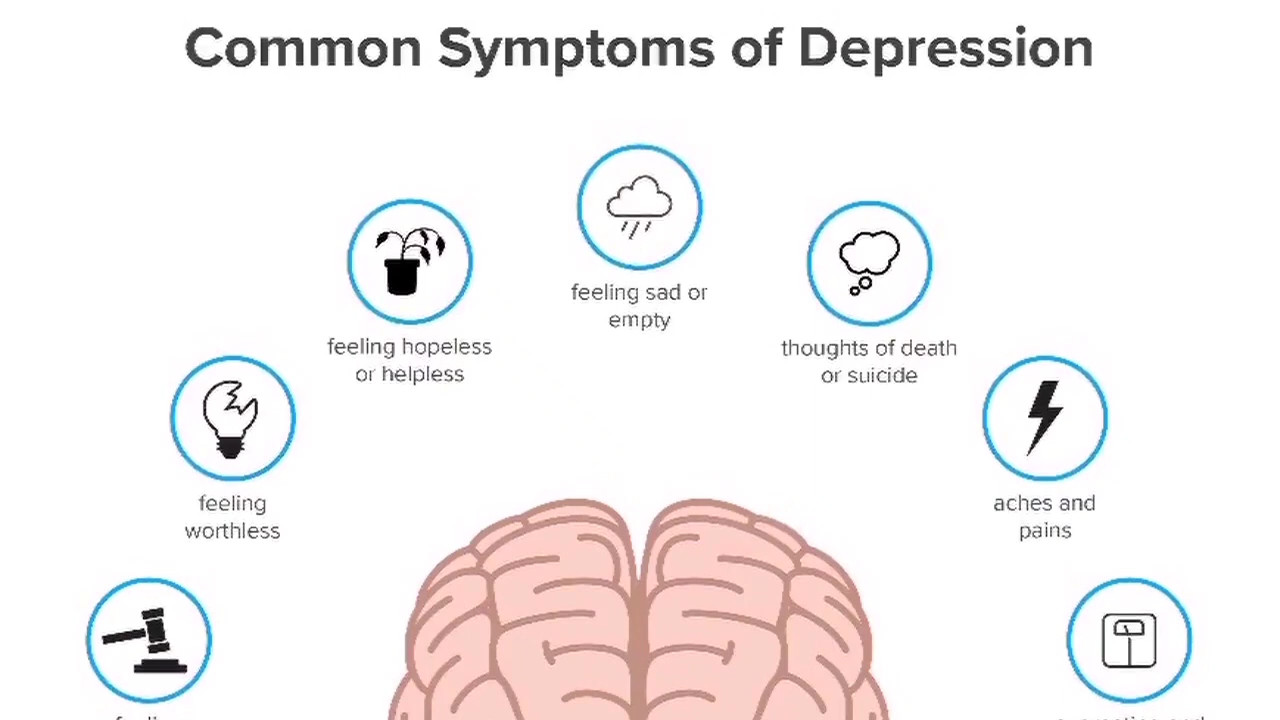 Common Symptoms of Depression
feeling sad or
empty
feeling hopeless
or helpless
thoughts of death
or suicide
feeling
worthless
aches and
pains